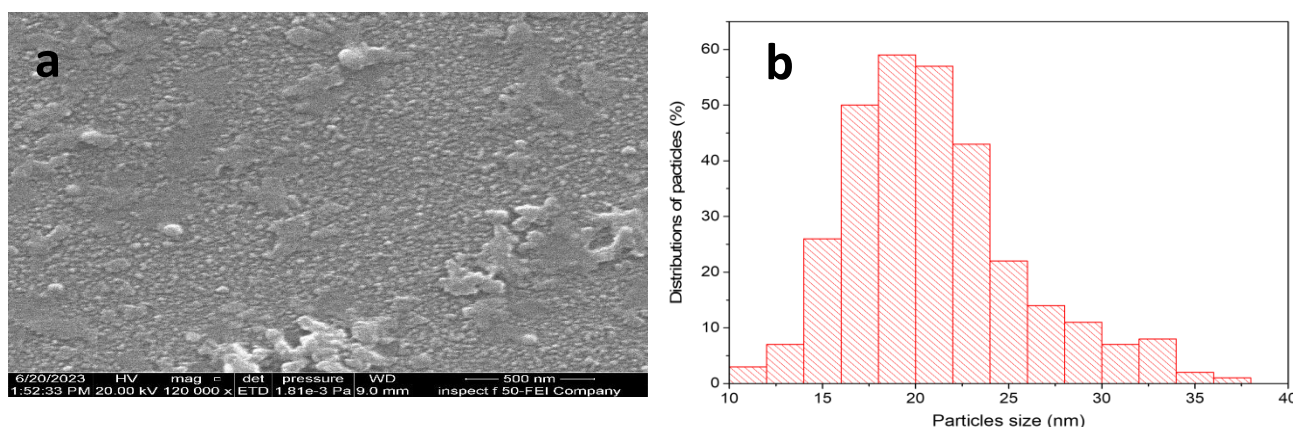 a
6/20/2023 HV mag det pressure WD 500 nm
1:52:33 PM 20.00 kV 120 000 x ETD 1.81e-3 Pa 9.0 mm inspect f 50-FEI Company
b
Distributions of pacticles (%)
60
50
40
30
20
10
0
10 15 20 25 30 35 40
Particles size (nm)